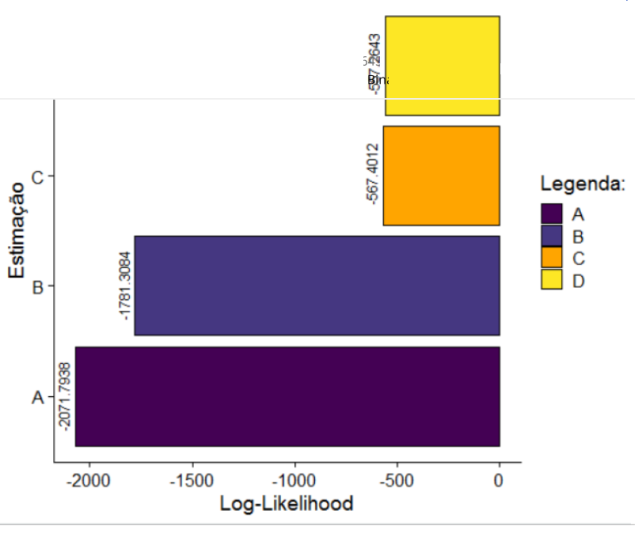 -567.4012
-1781.3084
-2071.7938
Estimação
C
B
A
-2000
-1500
-1000
-500
0
Log-Likelihood
Legenda:
A
B
C
D